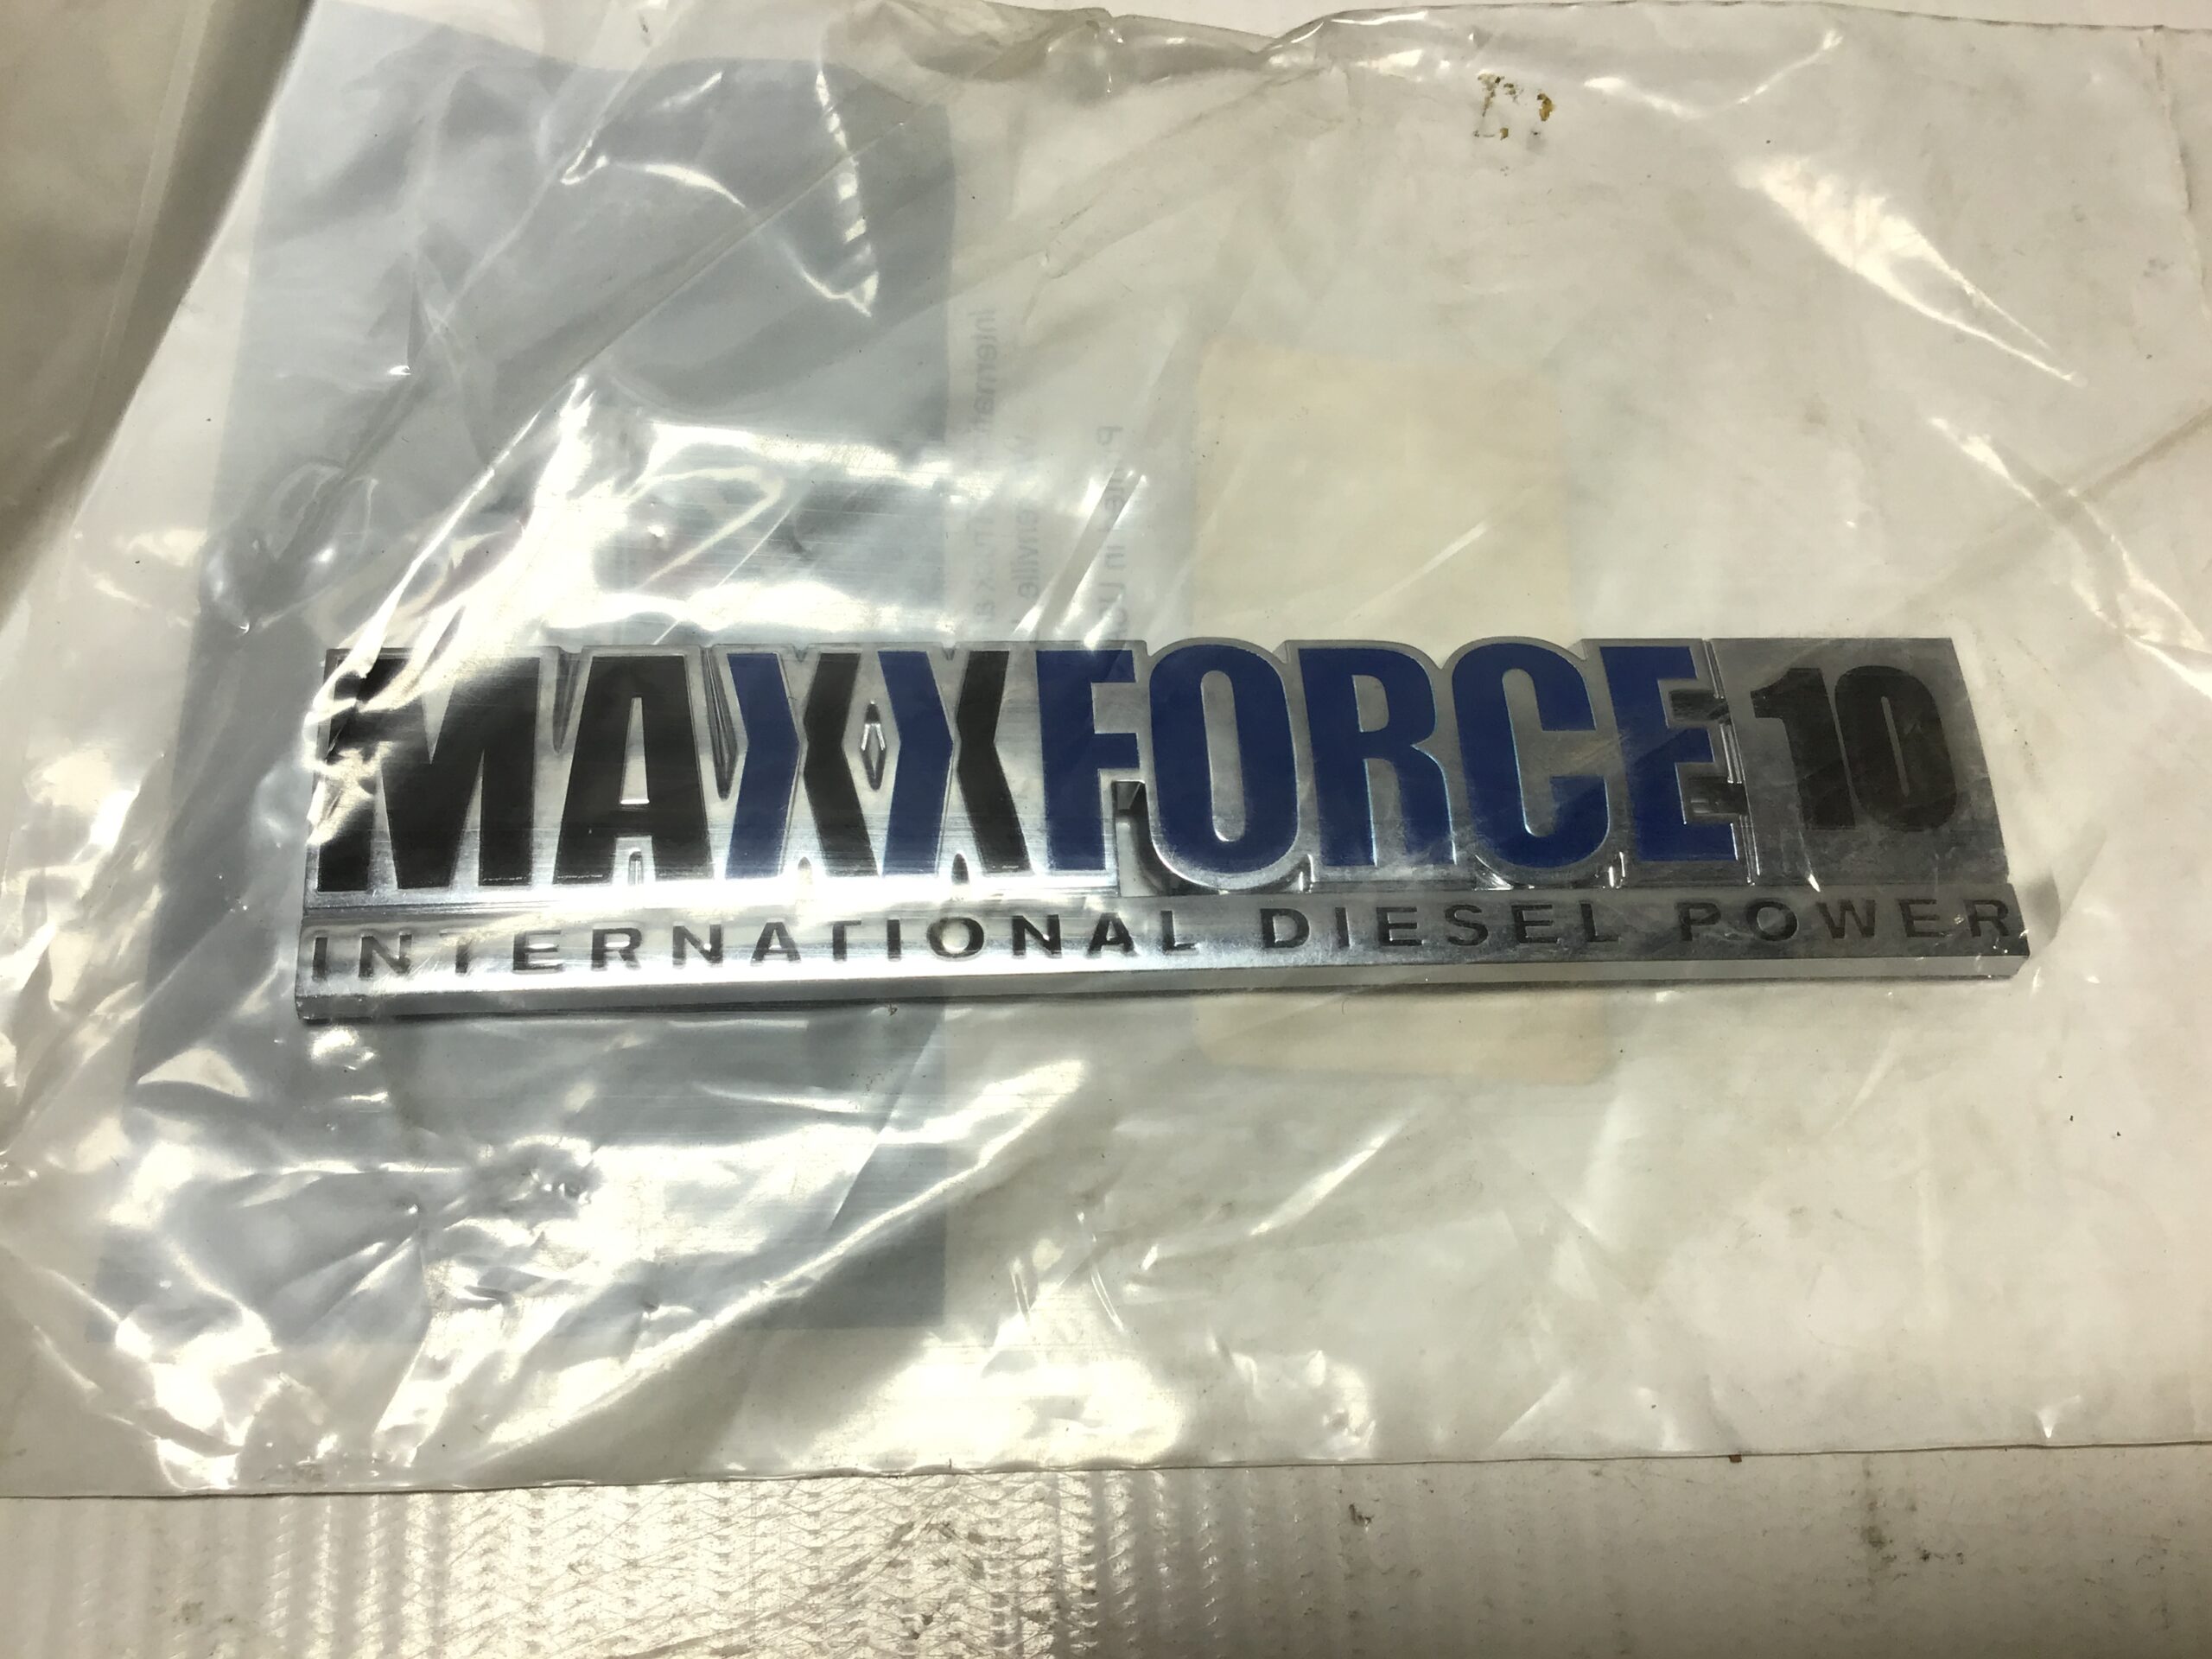 MAXXFORCE 10
INTERNATIONAL DIESEL POWER